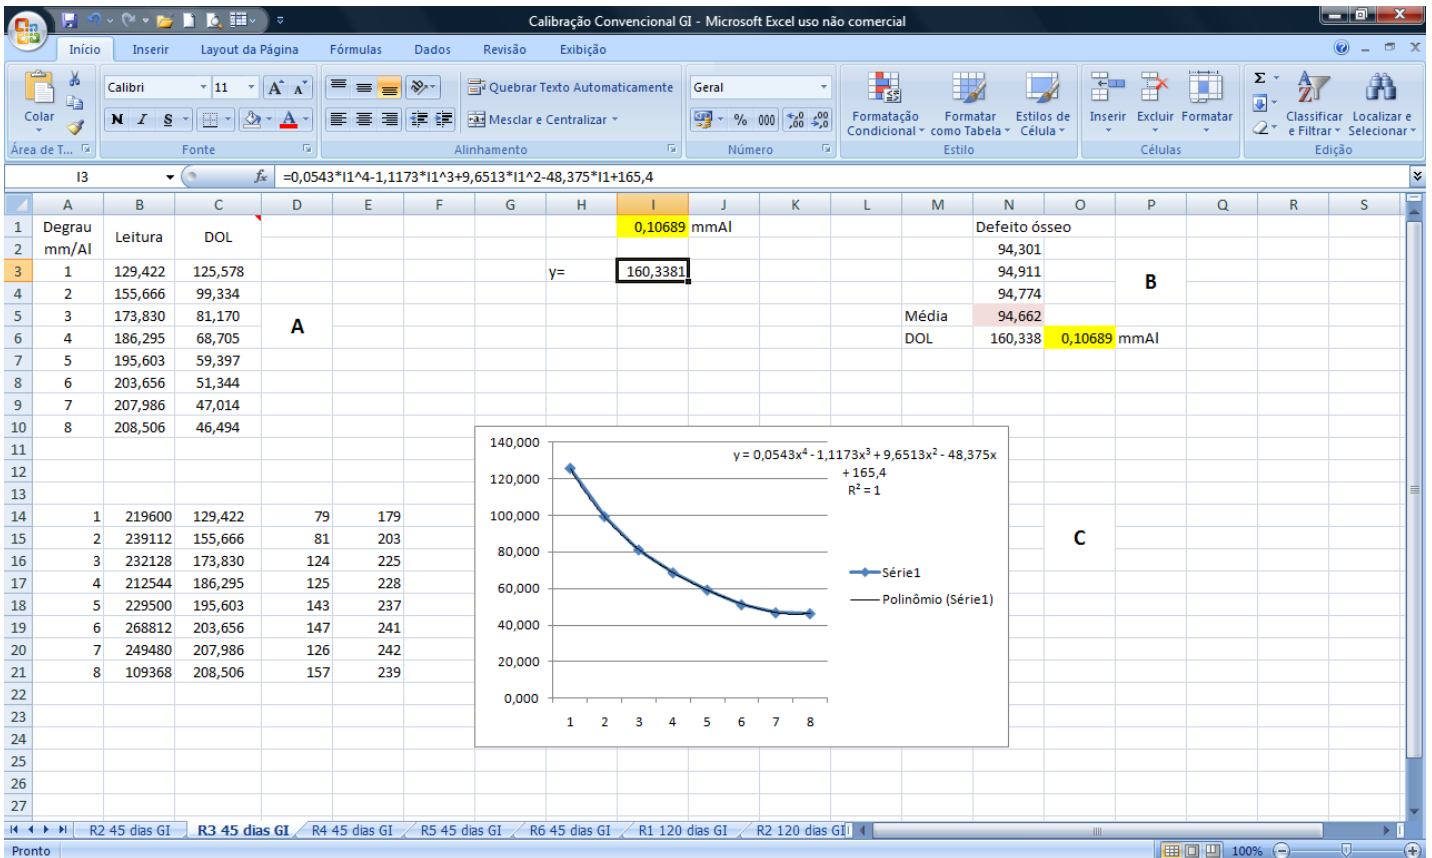 Calibração Convencional GI - Microsoft Excel uso não comercial
Início Inserir Layout da Página Fórmulas Dados Revisão Exibição
Colar
Calibri 11
N I S
Quebrar Texto Automaticamente
Mesclar e Centralizar
Geral
% 000
Formatação Condicional
Formatar como Tabela
Estilos de Célula
Inserir Excluir Formatar
Classificar e Filtrar
Localizar e Selecionar
Área de T... Fonte Alinhamento Número Estilo Células Edição
I3 fx =0,0543*I1^4-1,1173*I1^3+9,6513*I1^2-48,375*I1+165,4
A B C D E F G H I J K L M N O P Q R S
1 Degrau Leitura DOL 0,10689 mmAl Defeito ósseo
2 mm/Al 94,301
3 1 129,422 125,578 y= 160,3381 94,911 B
4 2 155,666 99,334 94,774
5 3 173,830 81,170 A Média 94,662
6 4 186,295 68,705 DOL 160,338 0,10689 mmAl
7 5 195,603 59,397
8 6 203,656 51,344
9 7 207,986 47,014
10 8 208,506 46,494
11
12
13
14 1 219600 129,422 79 179
15 2 239112 155,666 81 203 C
16 3 232128 173,830 124 225
17 4 212544 186,295 125 228
18 5 229500 195,603 143 237
19 6 268812 203,656 147 241
20 7 249480 207,986 126 242
21 8 109368 208,506 157 239
22
23
24
25
26
27
140,000
120,000
100,000
80,000
60,000
40,000
20,000
0,000
1 2 3 4 5 6 7 8
y = 0,0543x⁴ - 1,1173x³ + 9,6513x² - 48,375x
+ 165,4
R² = 1
Série1
Polinômio (Série1)
R2 45 dias GI R3 45 dias GI R4 45 dias GI R5 45 dias GI R6 45 dias GI R1 120 dias GI R2 120 dias GI
Pronto 100%